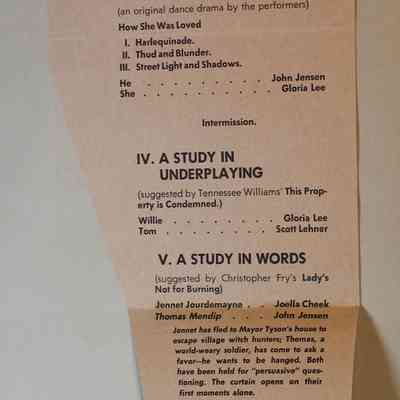 (an original dance drama by the performers)
How She Was Loved
I. Harlequinade.
II. Thud and Blunder.
III. Street Light and Shadows.
He . . . . . . . . . John Jensen
She . . . . . . . . . Gloria Lee
Intermission.
IV. A STUDY IN
UNDERPLAYING
(suggested by Tennessee Williams' This Prop-
erty is Condemned.)
Willie . . . . . . . . Gloria Lee
Tom . . . . . . . . Scott Lehner
V. A STUDY IN WORDS
(suggested by Christopher Fry's Lady's
Not for Burning)
Jennet Jourdemayne . . Joella Cheek
Thomas Mendip . . . John Jensen
Jennet has fled to Mayor Tyson's house to
escape village witch hunters; Thomas, a
world-weary soldier, has come to ask a
favor—he wants to be hanged. Both
have been held for "persuasive" ques-
tioning. The curtain opens on their
first moments alone.